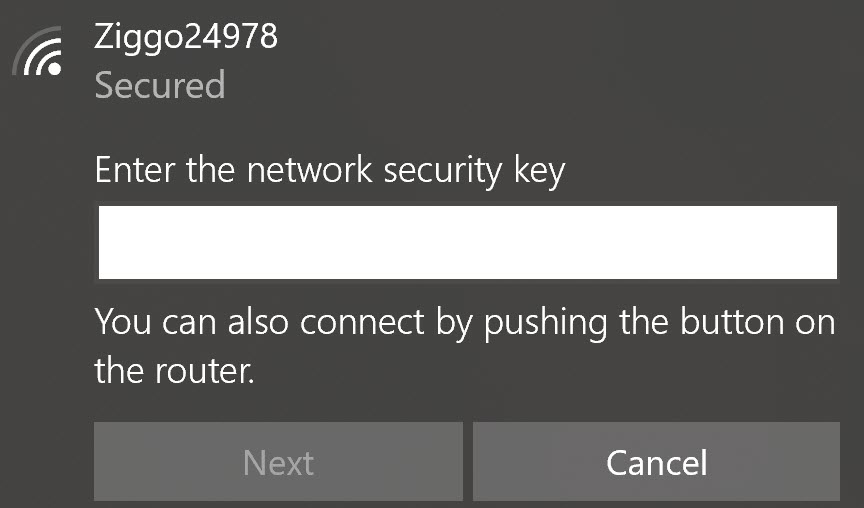 Ziggo24978
Secured
Enter the network security key
You can also connect by pushing the button on
the router.
Next
Cancel